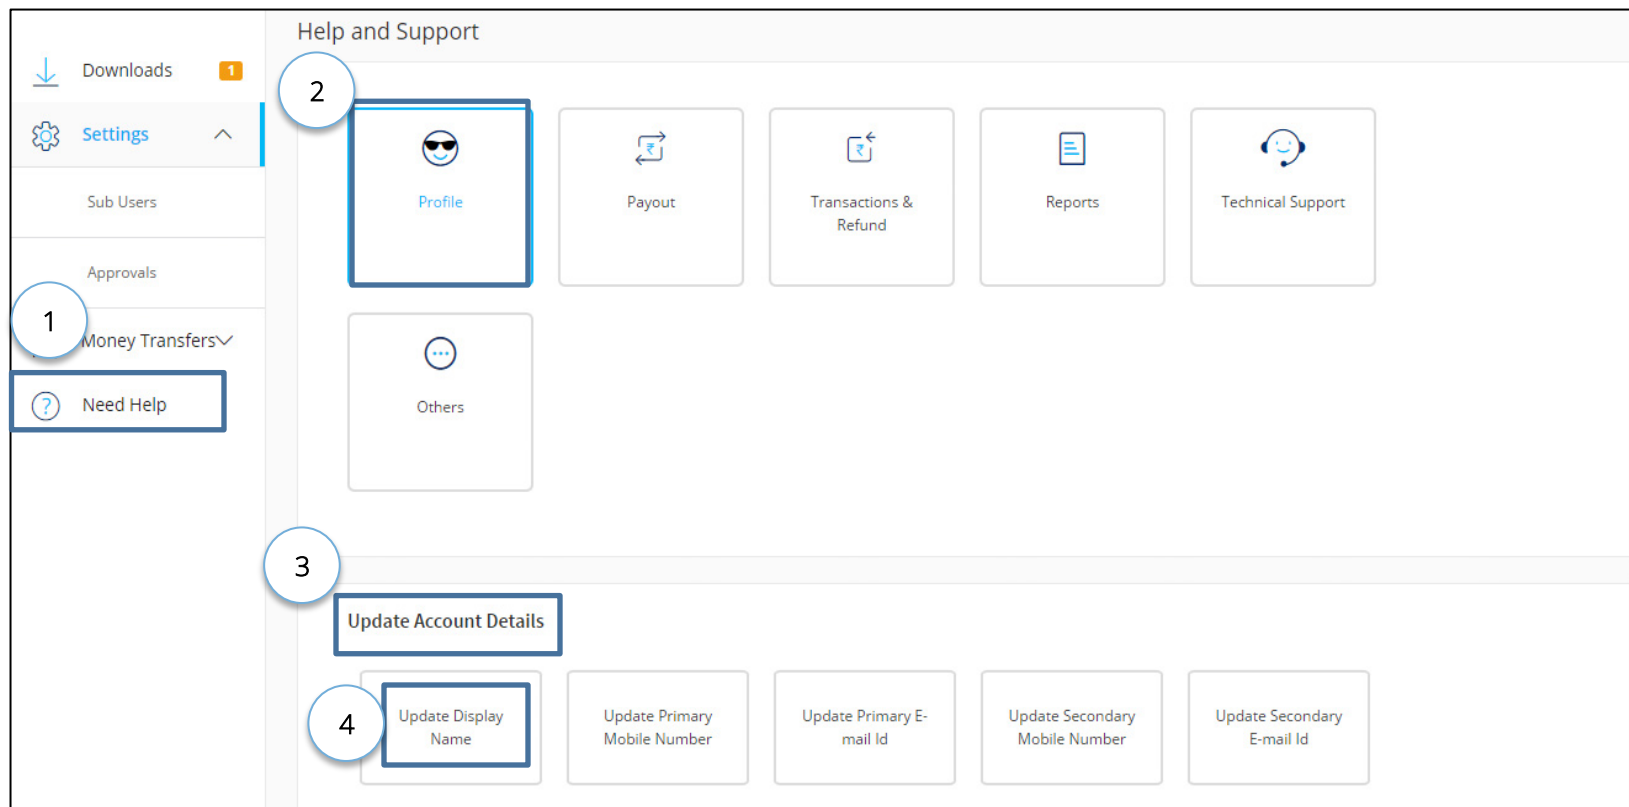 Help and Support
Downloads 1
Settings
Sub Users
Approvals
1
Money Transfers
Need Help
2
Profile
Payout
Transactions &
Refund
Reports
Technical Support
Others
3
Update Account Details
4
Update Display
Name
Update Primary
Mobile Number
Update Primary E-
mail Id
Update Secondary
Mobile Number
Update Secondary
E-mail Id